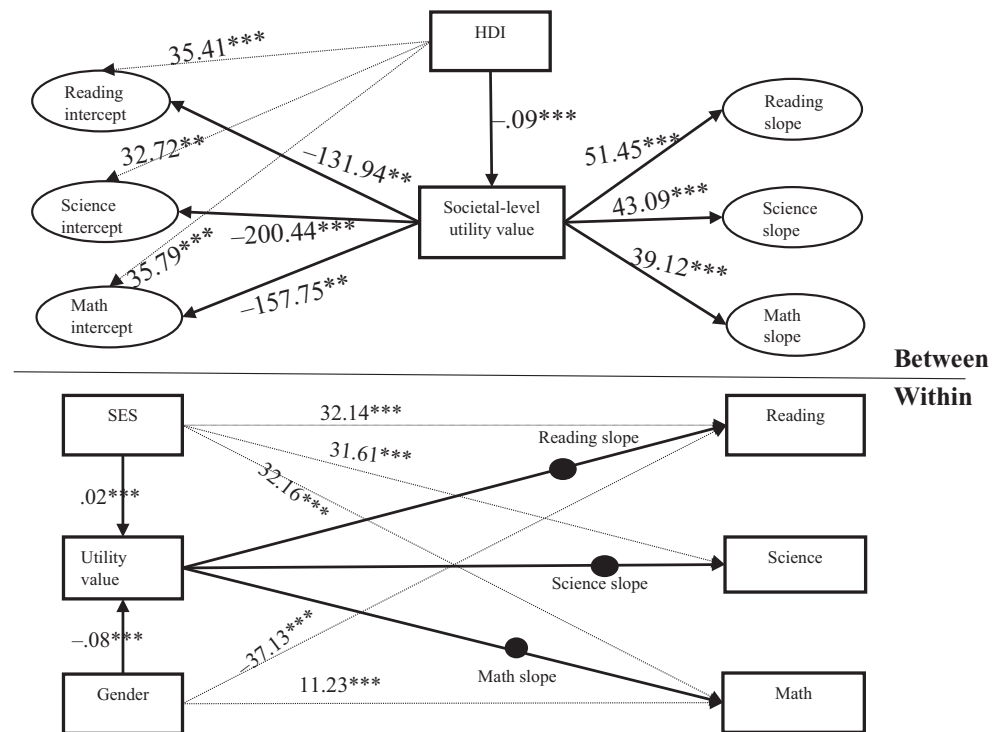 HDI
35.41***
Reading
intercept
Reading
slope
–.09***
32.72**
–131.94**
51.45***
Science
intercept
Societal-level
utility value
43.09***
Science
slope
–200.44***
35.79***
39.12***
–157.75**
Math
intercept
Math
slope
Between
Within
SES
32.14***
Reading
Reading slope
31.61***
32.16***
.02***
Utility
value
Science
Science slope
–.08***
–37.13***
Math slope
11.23***
Gender
Math